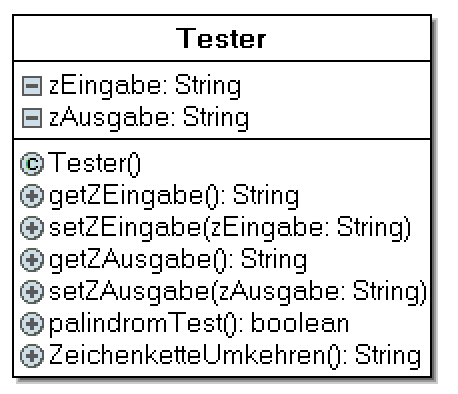 Tester
zEingabe: String
zAusgabe: String
Tester()
getZEingabe(): String
setZEingabe(zEingabe: String)
getZAusgabe(): String
setZAusgabe(zAusgabe: String)
palindromTest(): boolean
ZeichenketteUmkehren(): String